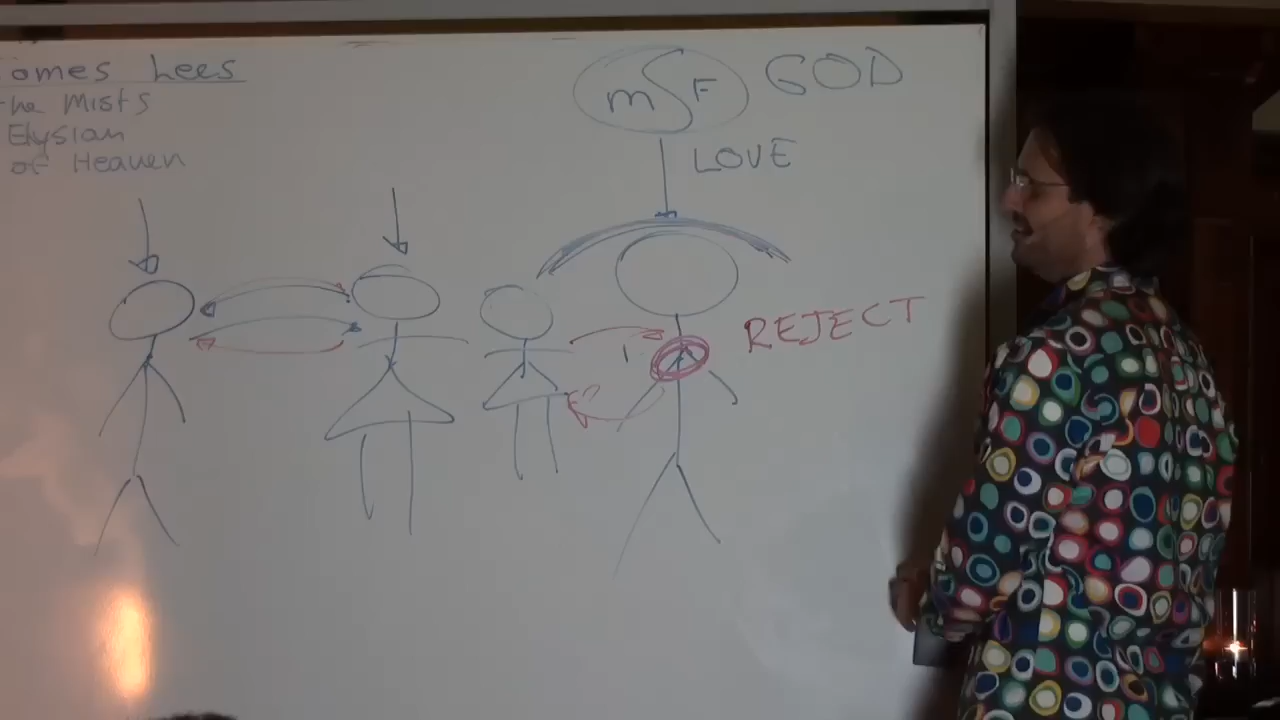 omes Lees
he Mists
Elysian
of Heaven
m F GOD
LOVE
REJECT